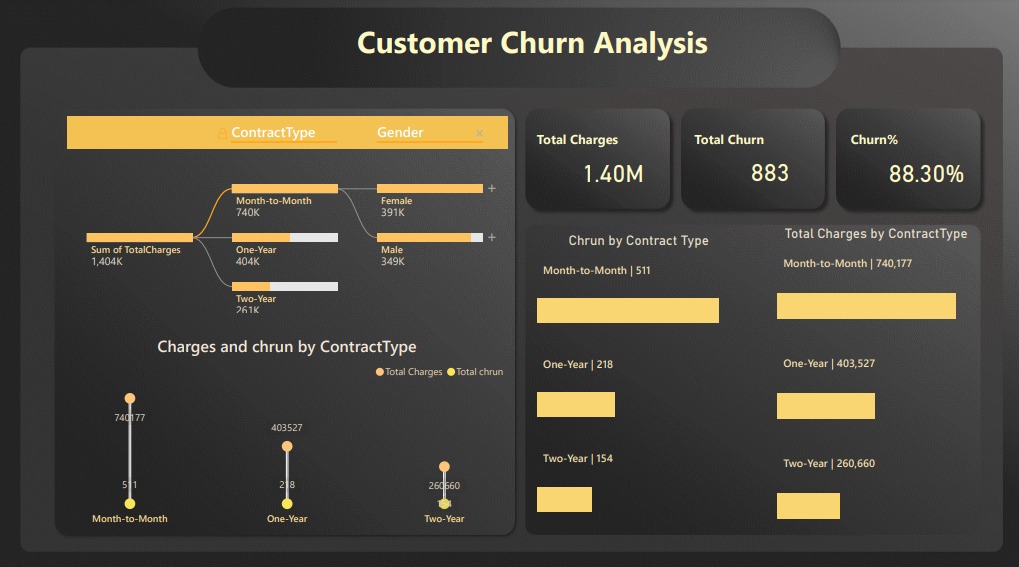 Customer Churn Analysis
ContractType
Gender
×
Month-to-Month
740K
Female
391K
+
Sum of TotalCharges
1,404K
One-Year
404K
Male
349K
+
Two-Year
261K
Charges and chrun by ContractType
Total Charges
Total chrun
740177
511
Month-to-Month
403527
218
One-Year
260660
154
Two-Year
Total Charges
1.40M
Total Churn
883
Churn%
88.30%
Chrun by Contract Type
Month-to-Month | 511
One-Year | 218
Two-Year | 154
Total Charges by ContractType
Month-to-Month | 740,177
One-Year | 403,527
Two-Year | 260,660